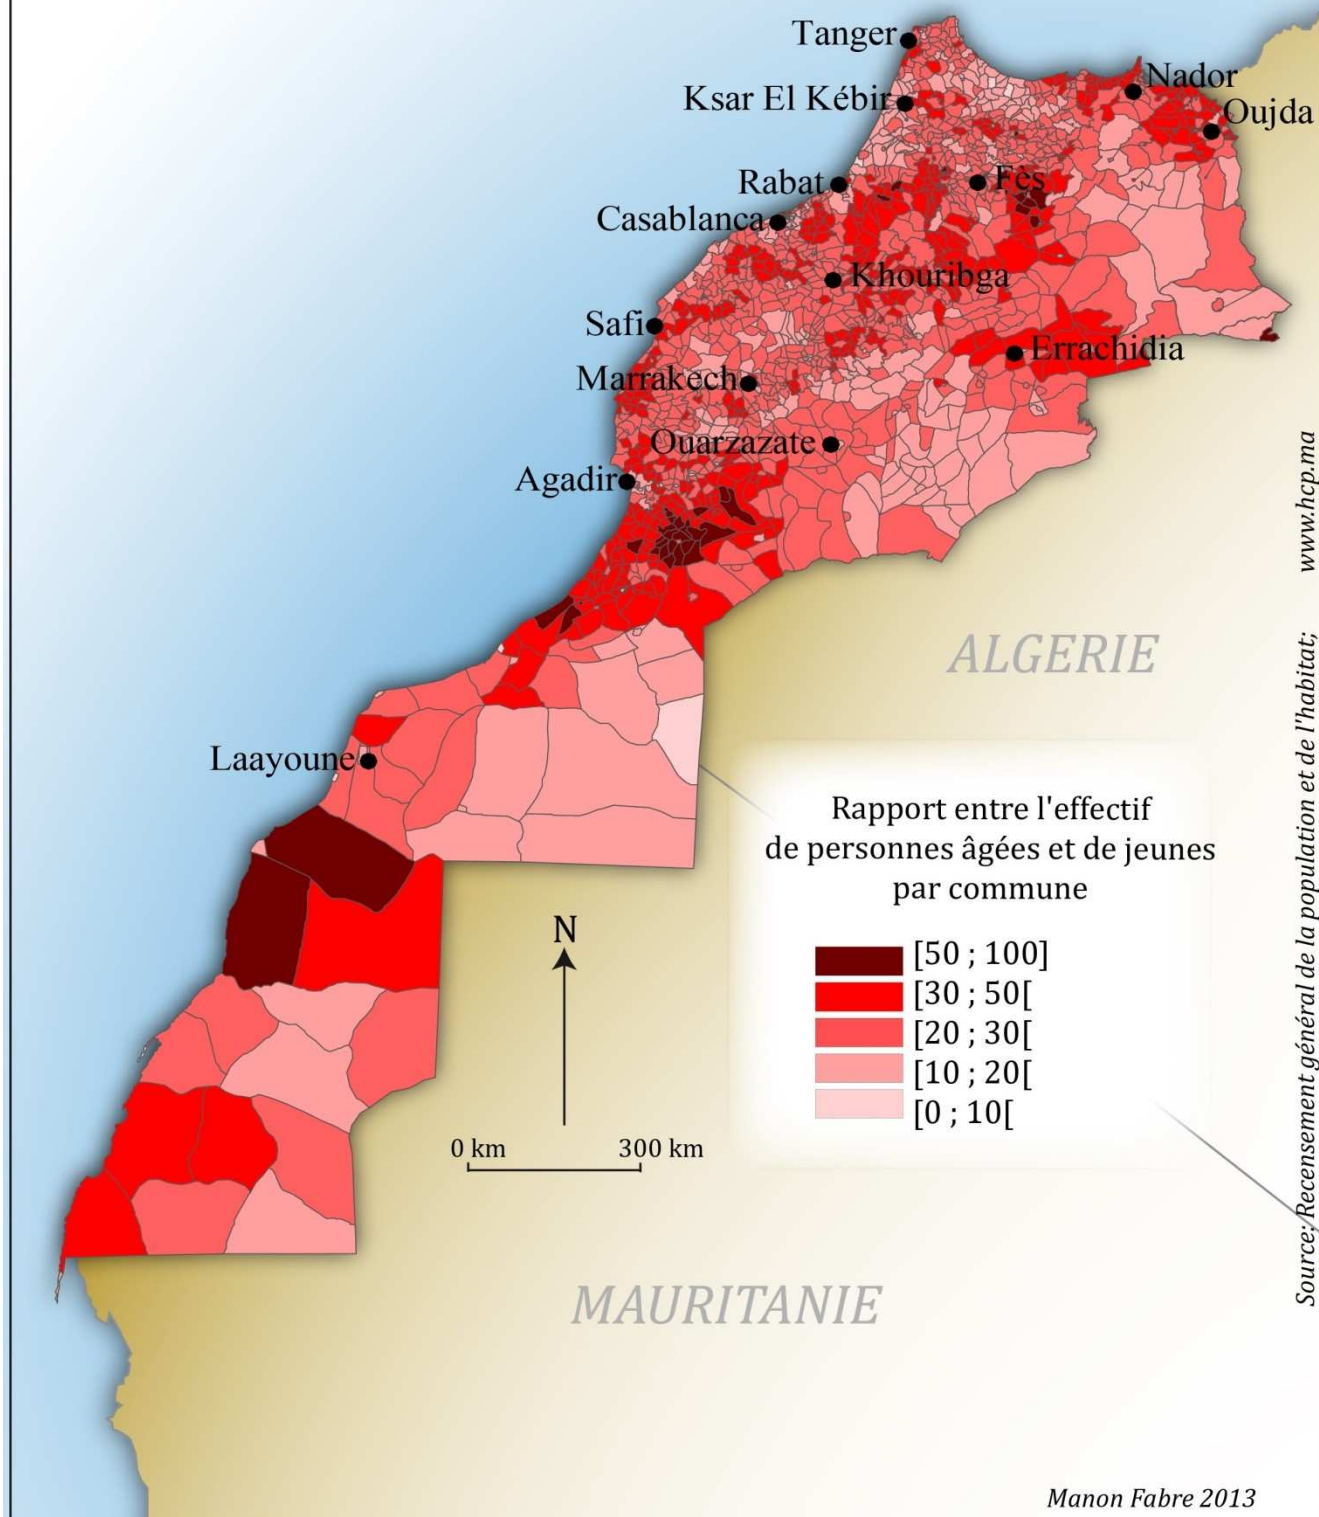 Tanger
Nador
Ksar El Kébir
Oujda
Rabat
Fès
Casablanca
Khouribga
Safi
Errachidia
Marrakech
Ouarzazate
Agadir
ALGERIE
Laayoune
Rapport entre l'effectif
de personnes âgées et de jeunes
par commune
[50 ; 100]
[30 ; 50[
[20 ; 30[
[10 ; 20[
[0 ; 10[
N
0 km 300 km
MAURITANIE
Source; Recensement général de la population et de l'habitat; www.hcp.ma
Manon Fabre 2013